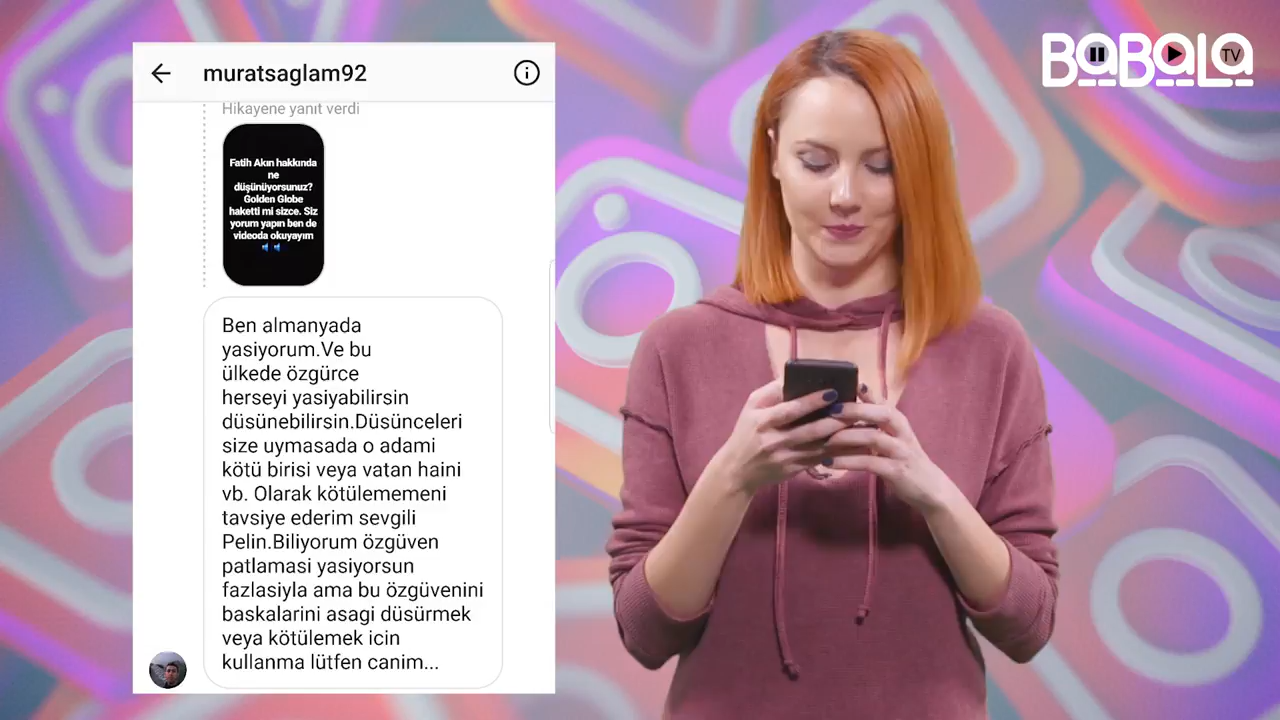 muratsaglam92
Hikayene yanıt verdi
Fatih Akın hakkında
ne
düşünüyorsunuz?
Golden Globe
haketti mi sizce. Siz
yorum yapın ben de
videoda okuyayım
Ben almanyada
yasiyorum.Ve bu
ülkede özgürce
herseyi yasiyabilirsin
düsünebilirsin.Düsünceleri
size uymasada o adami
kötü birisi veya vatan haini
vb. Olarak kötülememeni
tavsiye ederim sevgili
Pelin.Biliyorum özgüven
patlamasi yasiyorsun
fazlasiyla ama bu özgüvenini
baskalarini asagi düsürmek
veya kötülemek icin
kullanma lütfen canim...
BaBaLa TV